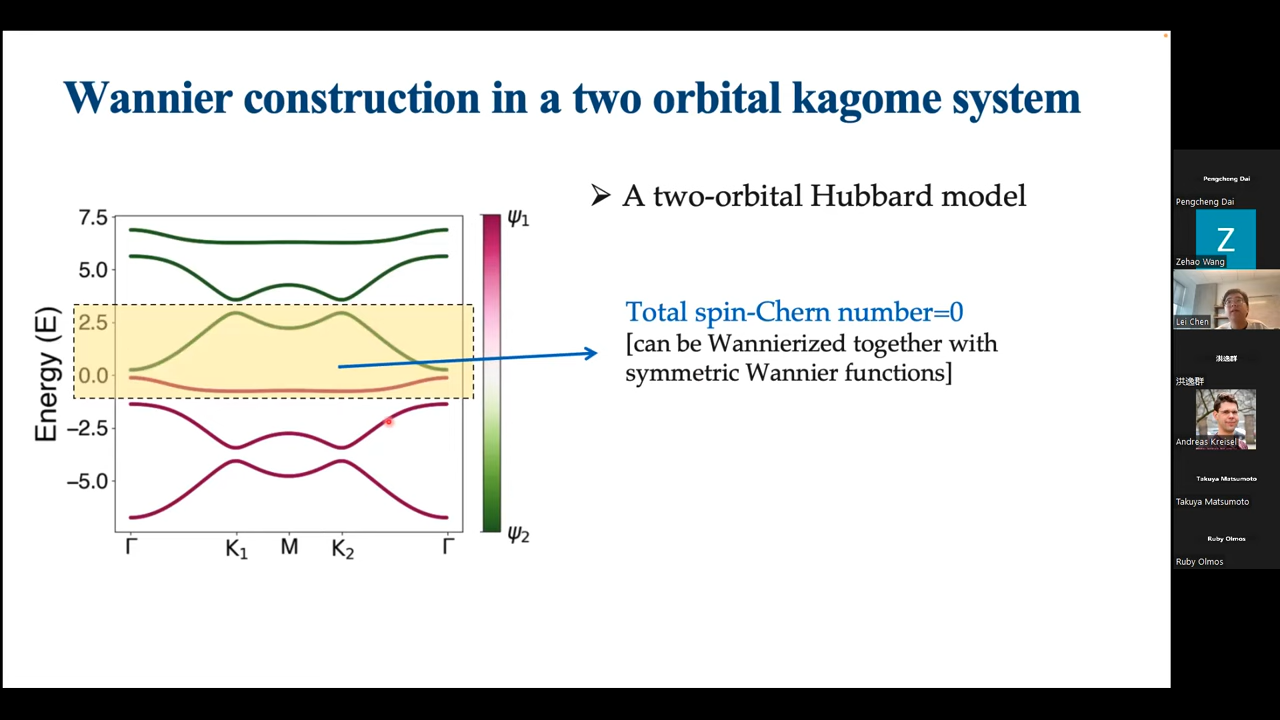 Wannier construction in a two orbital kagome system
➢ A two-orbital Hubbard model
Total spin-Chern number=0
[can be Wannierized together with
symmetric Wannier functions]
Energy (E)
7.5
5.0
2.5
0.0
−2.5
−5.0
Γ K₁ M K₂ Γ
ψ₁
ψ₂
Pengcheng Dai
Pengcheng Dai
Z
Zehao Wang
Lei Chen
洪逸群
洪逸群
Andreas Kreisel
Takuya Matsumoto
Takuya Matsumoto
Ruby Olmos
Ruby Olmos